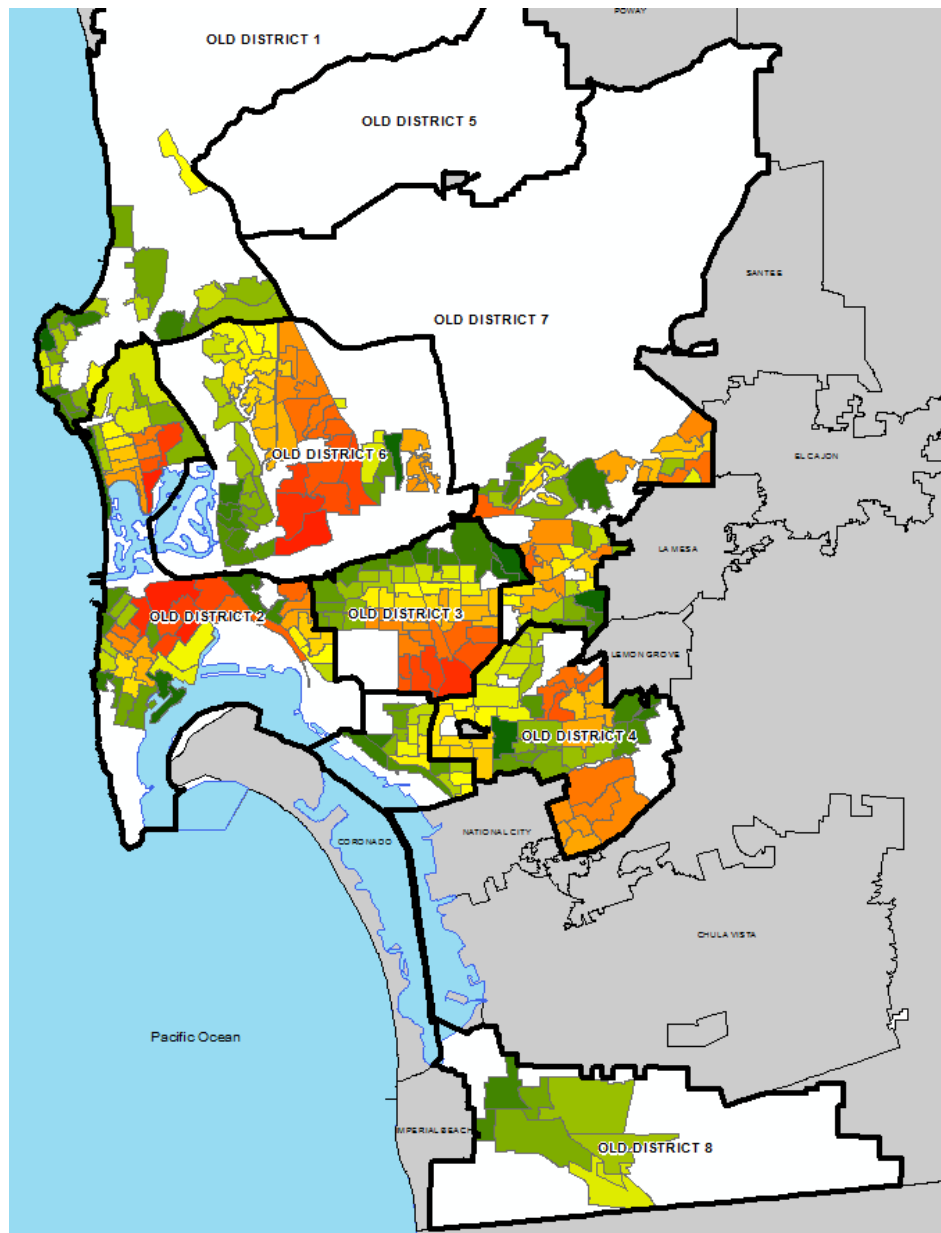 POWAY
OLD DISTRICT 1
OLD DISTRICT 5
SANTEE
OLD DISTRICT 7
OLD DISTRICT 6
EL CAJON
LA MESA
OLD DISTRICT 2
OLD DISTRICT 3
LEMON GROVE
OLD DISTRICT 4
NATIONAL CITY
CORONADO
CHULA VISTA
Pacific Ocean
IMPERIAL BEACH
OLD DISTRICT 8